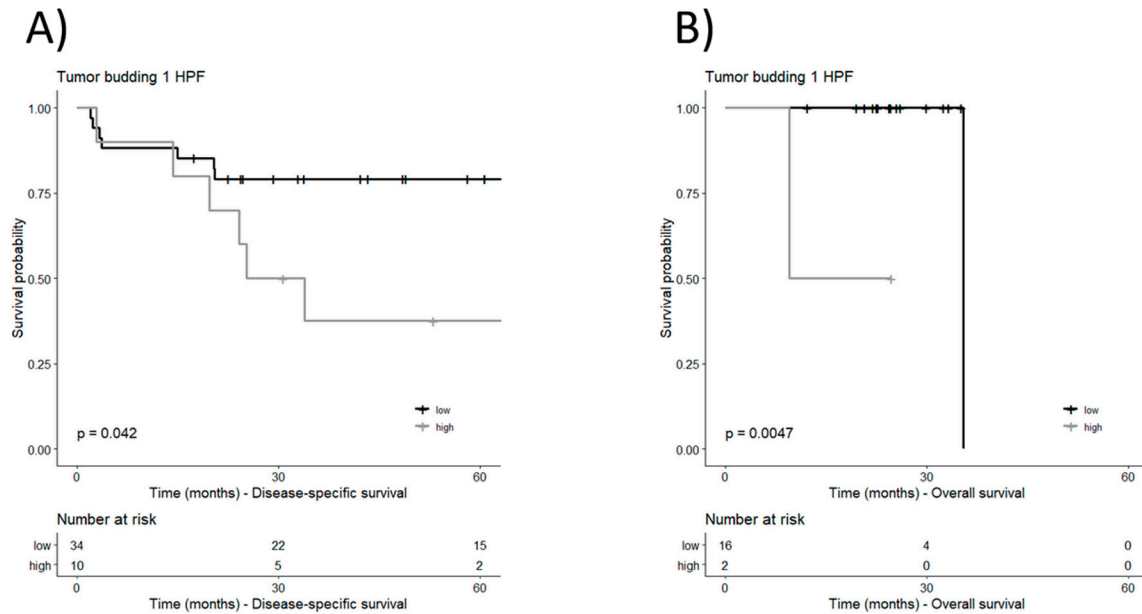 A)
Tumor budding 1 HPF
1.00
0.75
0.50
0.25
0.00
Survival probability
low
high
p = 0.042
0 30 60
Time (months) - Disease-specific survival
Number at risk
low 34 22 15
high 10 5 2
0 30 60
Time (months) - Disease-specific survival
B)
Tumor budding 1 HPF
1.00
0.75
0.50
0.25
0.00
Survival probability
low
high
p = 0.0047
0 30 60
Time (months) - Overall survival
Number at risk
low 16 4 0
high 2 0 0
0 30 60
Time (months) - Overall survival